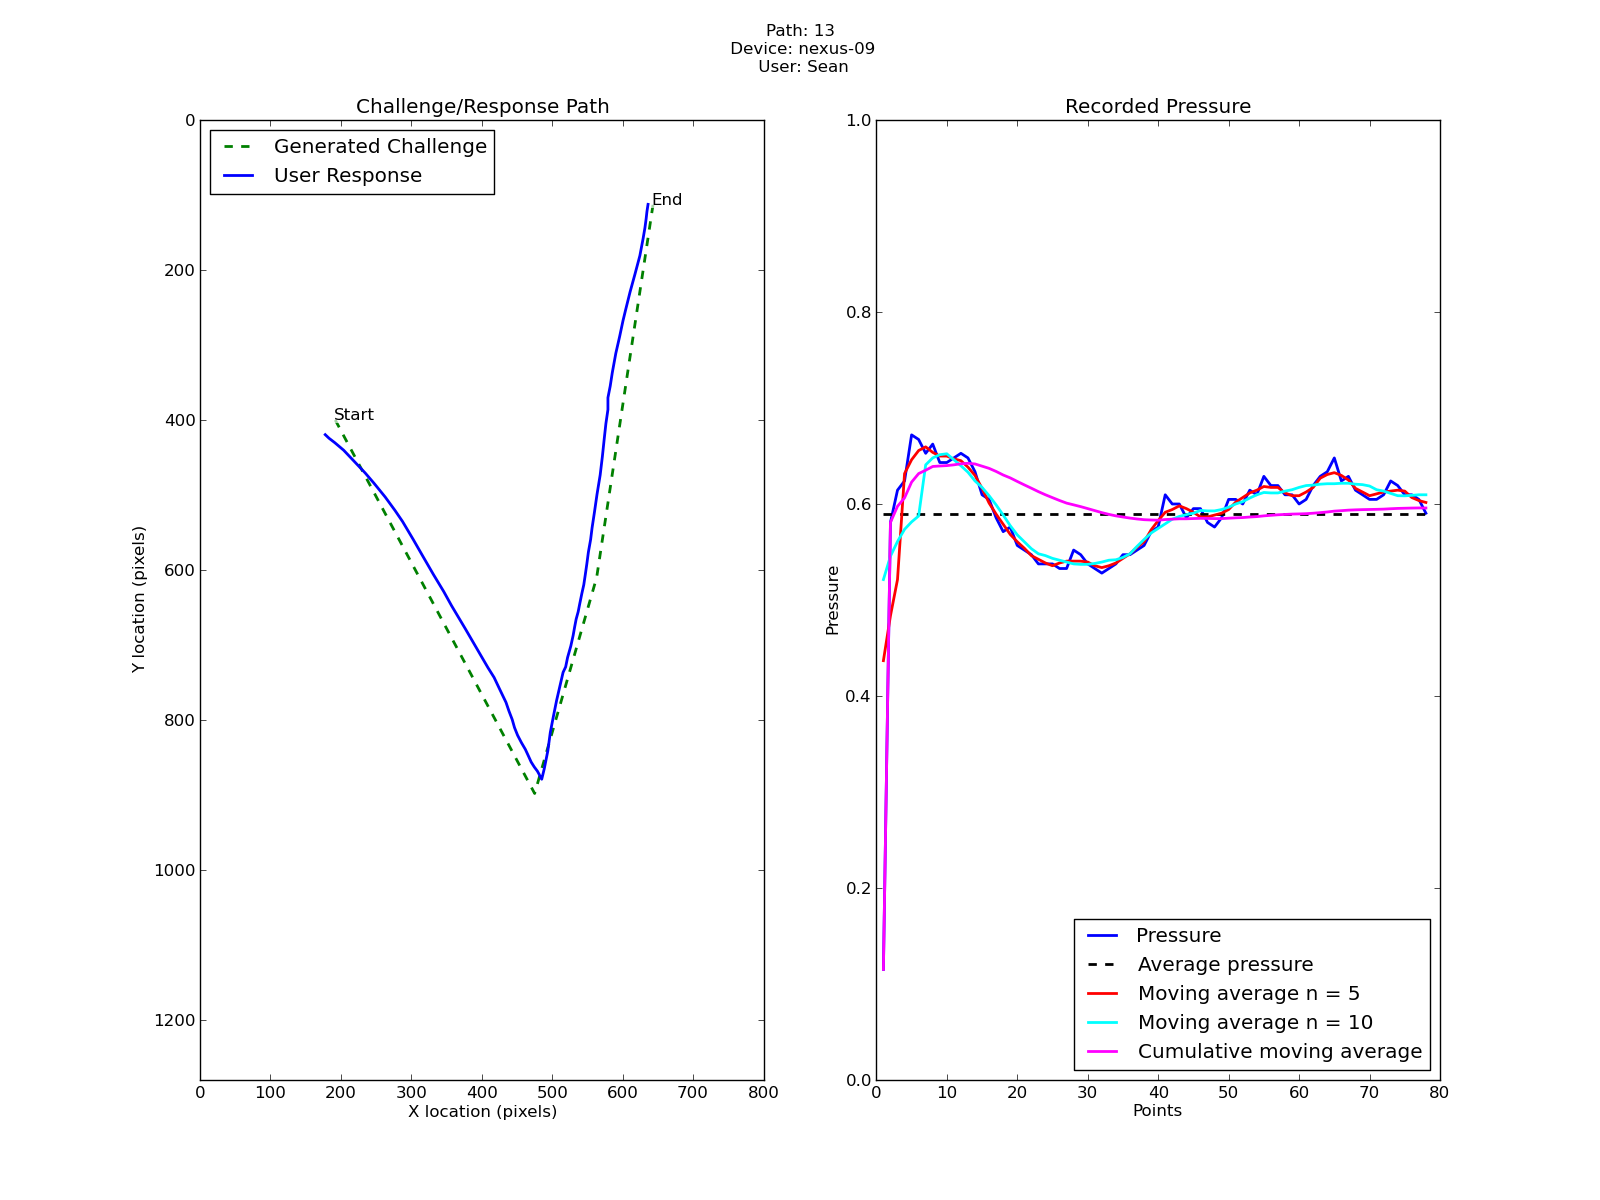 Path: 13
Device: nexus-09
User: Sean
Challenge/Response Path
Generated Challenge
User Response
Start
End
0
200
400
600
800
1000
1200
Y location (pixels)
0 100 200 300 400 500 600 700 800
X location (pixels)
Recorded Pressure
1.0
0.8
0.6
0.4
0.2
0.0
Pressure
Pressure
Average pressure
Moving average n = 5
Moving average n = 10
Cumulative moving average
0 10 20 30 40 50 60 70 80
Points